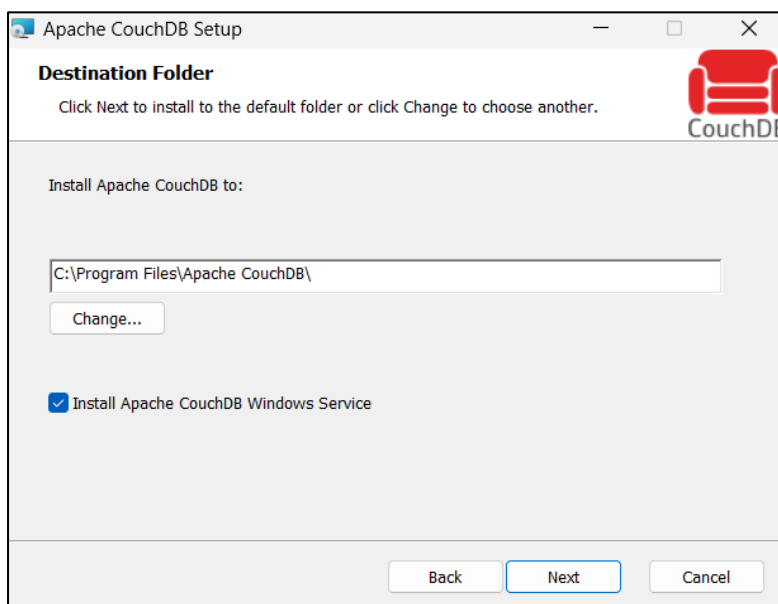 Apache CouchDB Setup
Destination Folder
Click Next to install to the default folder or click Change to choose another.
CouchDB
Install Apache CouchDB to:
C:\Program Files\Apache CouchDB\
Change...
Install Apache CouchDB Windows Service
Back
Next
Cancel